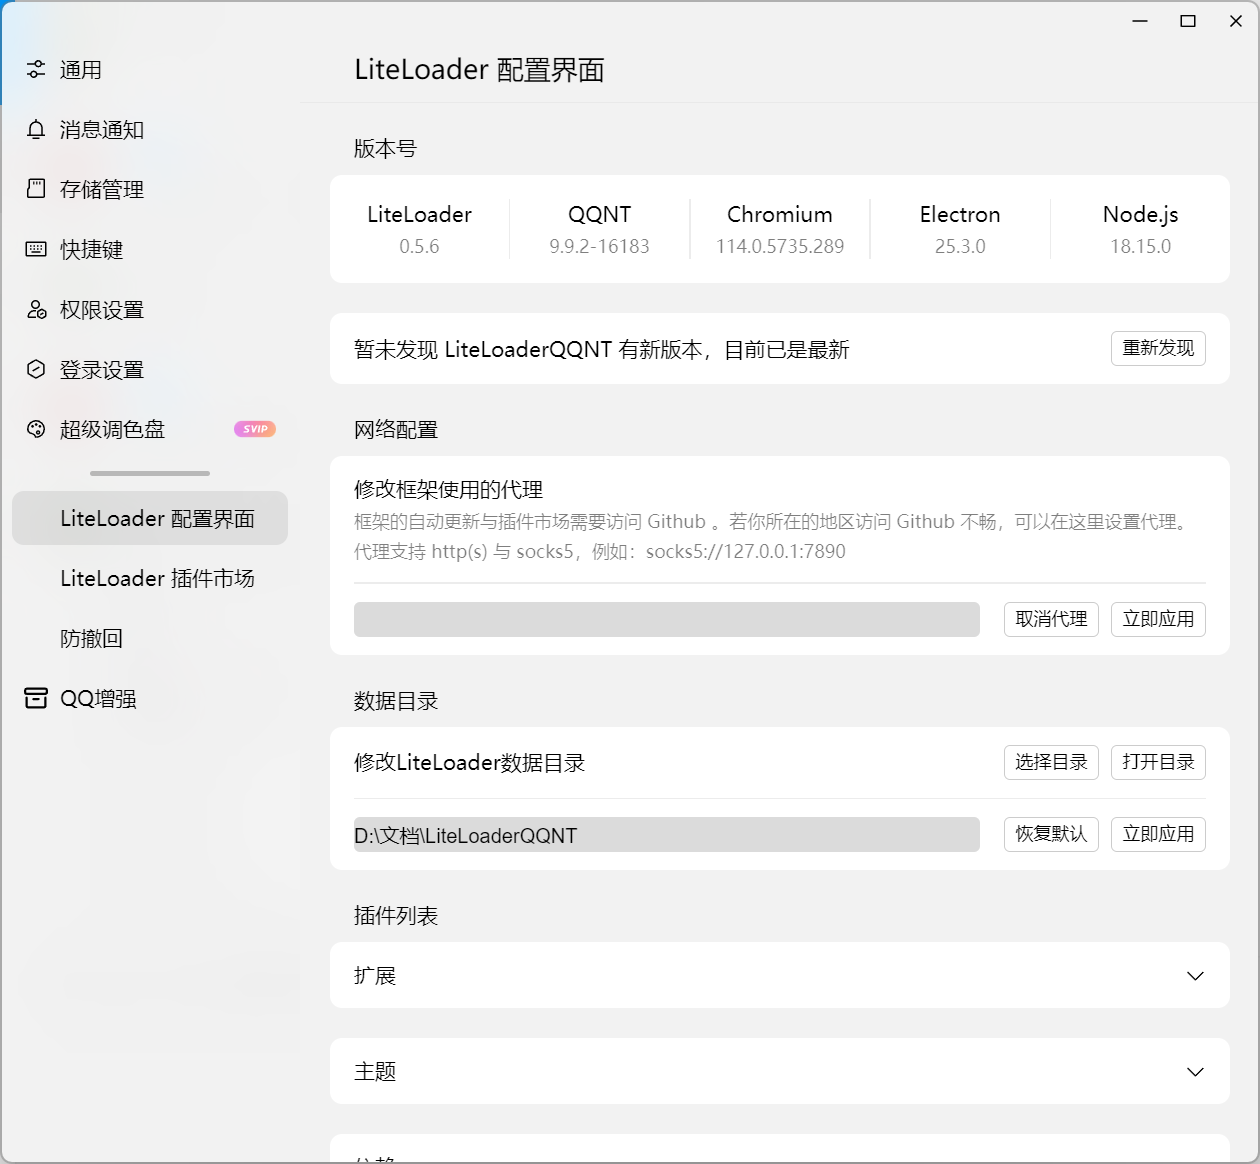 通用
消息通知
存储管理
快捷键
权限设置
登录设置
超级调色盘 SVIP
LiteLoader 配置界面
LiteLoader 插件市场
防撤回
QQ增强
LiteLoader 配置界面
版本号
LiteLoader QQNT Chromium Electron Node.js
0.5.6 9.9.2-16183 114.0.5735.289 25.3.0 18.15.0
暂未发现 LiteLoaderQQNT 有新版本，目前已是最新 重新发现
网络配置
修改框架使用的代理
框架的自动更新与插件市场需要访问 Github 。若你所在的地区访问 Github 不畅，可以在这里设置代理。
代理支持 http(s) 与 socks5，例如：socks5://127.0.0.1:7890
取消代理 立即应用
数据目录
修改LiteLoader数据目录 选择目录 打开目录
D:\文档\LiteLoaderQQNT 恢复默认 立即应用
插件列表
扩展
主题